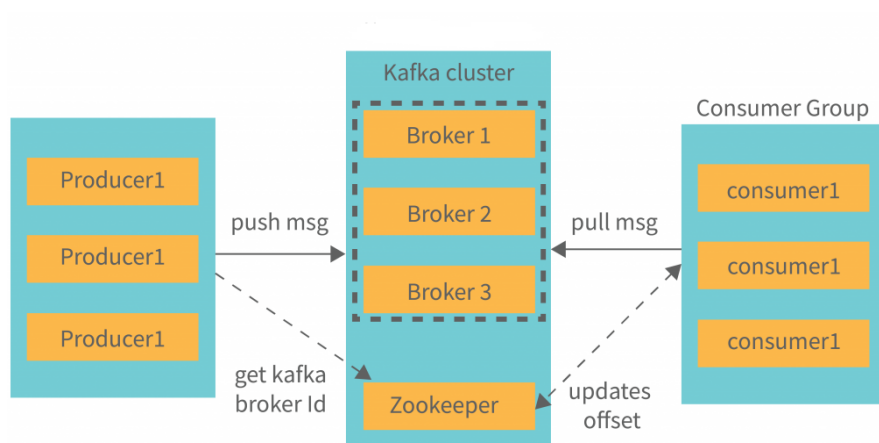 Kafka cluster
Consumer Group
Producer1
Producer1
Producer1
push msg
get kafka
broker Id
Broker 1
Broker 2
Broker 3
Zookeeper
pull msg
updates
offset
consumer1
consumer1
consumer1